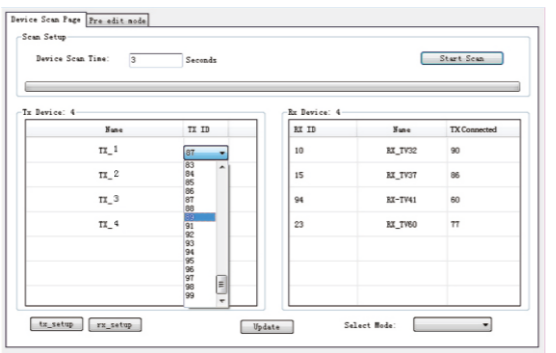 Device Scan Page Pre edit mode
Scan Setup
Device Scan Time: 3 Seconds Start Scan
Tx Device: 4
Name TX ID
TX_1 87
TX_2
TX_3
TX_4
83
84
85
86
87
88
91
92
93
94
95
96
97
98
99
Rx Device: 4
RX ID Name TX Connected
10 RX_TV32 90
15 RX_TV37 86
94 RX-TV41 60
23 RX_TV60 77
tx_setup rx_setup Update Select Mode: